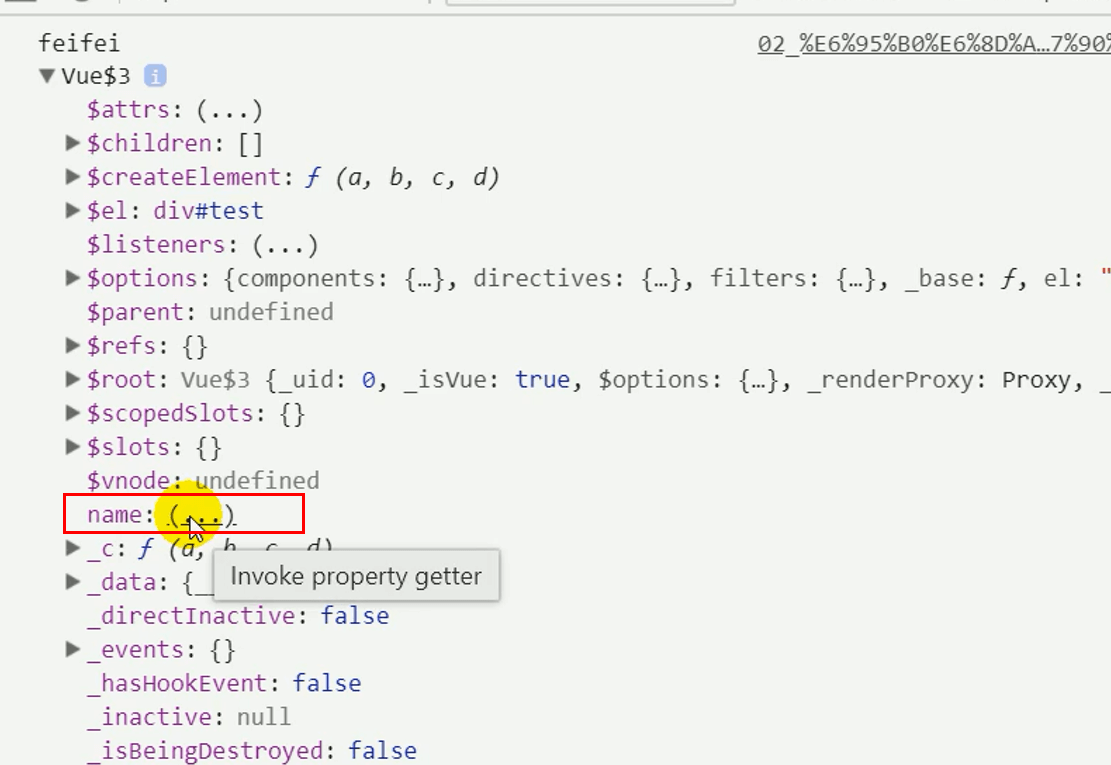 feifei 02_%E6%95%B0%E6%8D%A…7%90%
Vue$3 i
$attrs: (...)
$children: []
$createElement: ƒ (a, b, c, d)
$el: div#test
$listeners: (...)
$options: {components: {…}, directives: {…}, filters: {…}, _base: ƒ, el: "
$parent: undefined
$refs: {}
$root: Vue$3 {_uid: 0, _isVue: true, $options: {…}, _renderProxy: Proxy, _
$scopedSlots: {}
$slots: {}
$vnode: undefined
name: (...)
_c: ƒ (a, b, c, d)
Invoke property getter
_data: {__
_directInactive: false
_events: {}
_hasHookEvent: false
_inactive: null
_isBeingDestroyed: false